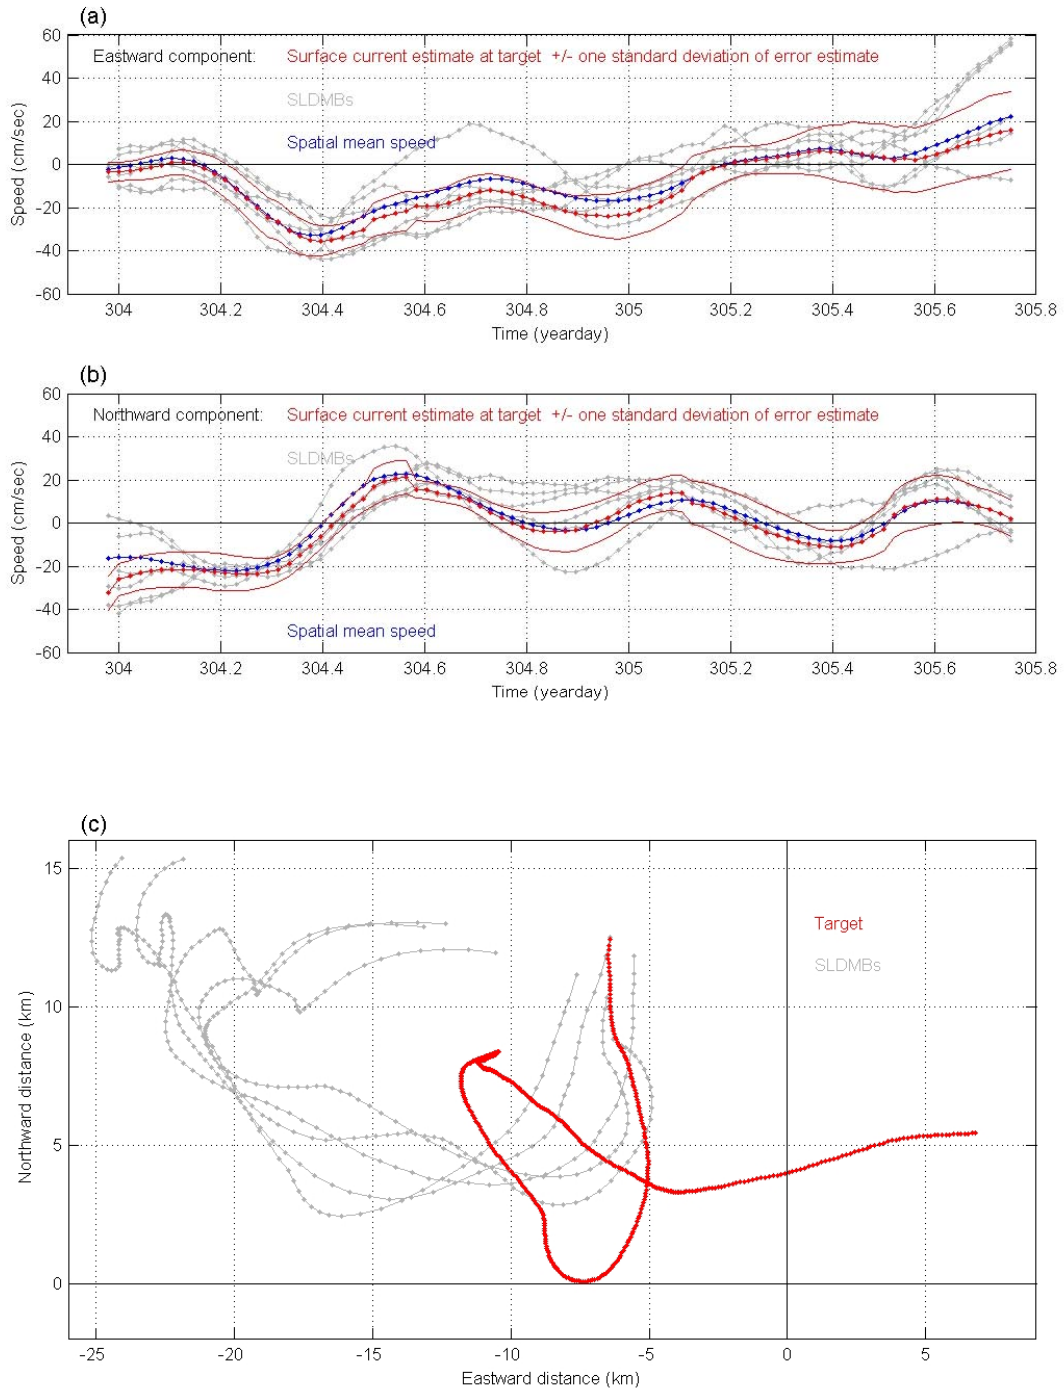 (a)
60
40
20
0
-20
-40
-60
Speed (cm/sec)
Eastward component: Surface current estimate at target +/- one standard deviation of error estimate
SLDMBs
Spatial mean speed
304 304.2 304.4 304.6 304.8 305 305.2 305.4 305.6 305.8
Time (yearday)
(b)
60
40
20
0
-20
-40
-60
Speed (cm/sec)
Northward component: Surface current estimate at target +/- one standard deviation of error estimate
SLDMBs
Spatial mean speed
304 304.2 304.4 304.6 304.8 305 305.2 305.4 305.6 305.8
Time (yearday)
(c)
15
10
5
0
Northward distance (km)
Target
SLDMBs
-25 -20 -15 -10 -5 0 5
Eastward distance (km)